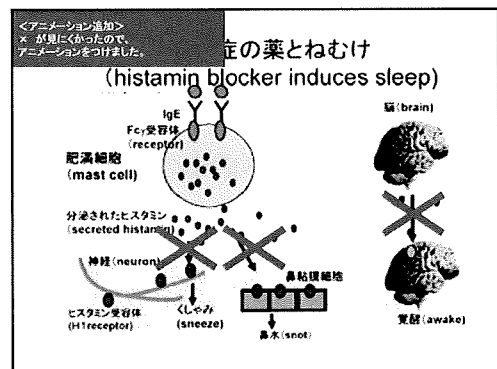 <アニメーション追加>
× が見にくかったので、
アニメーションをつけました。
症の薬とねむけ
(histamin blocker induces sleep)
IgE
Fcγ受容体
(receptor)
肥満細胞
(mast cell)
脳(brain)
分泌されたヒスタミン
(secreted histamin)
神経(neuron)
鼻粘膜細胞
ヒスタミン受容体
(H1receptor)
くしゃみ
(sneeze)
鼻水(snot)
覚醒(awake)